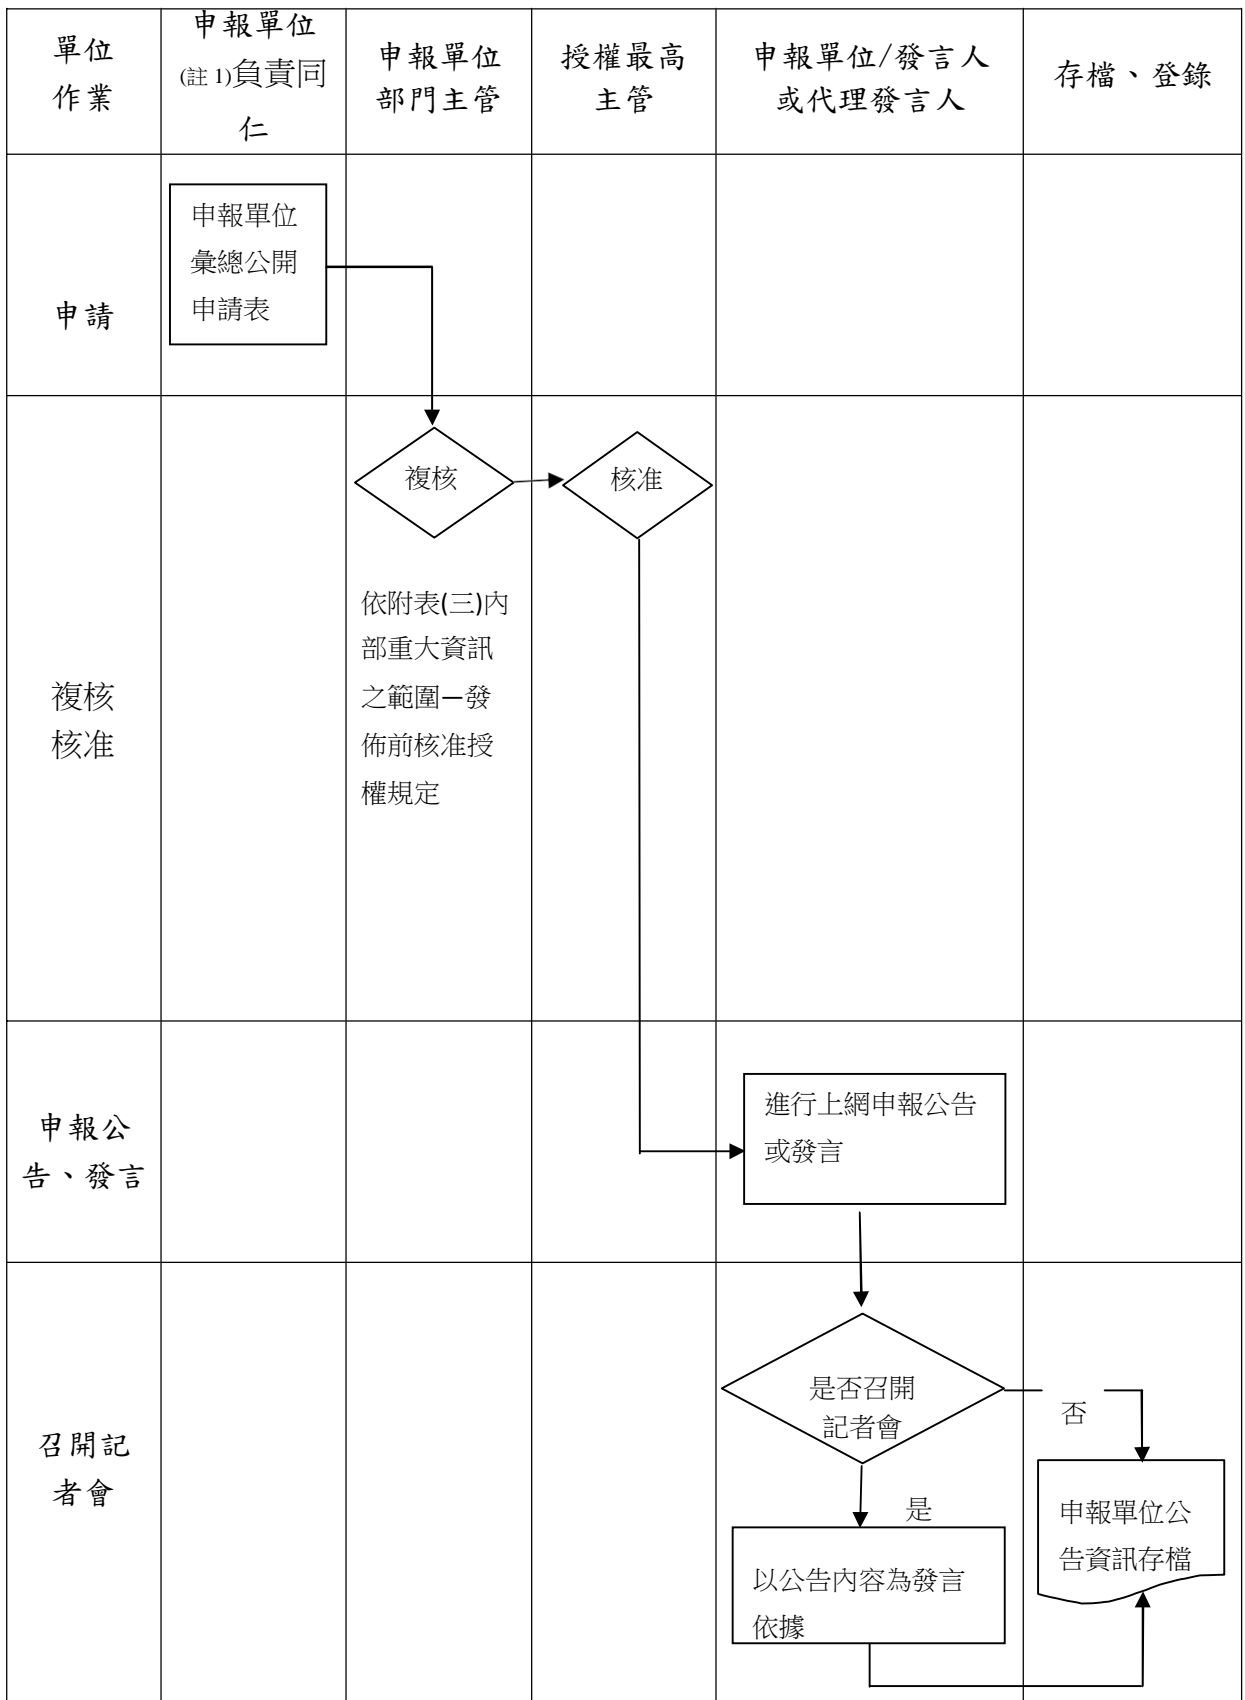 單位
作業
申報單位
(註 1)負責同
仁
申報單位
部門主管
授權最高
主管
申報單位/發言人
或代理發言人
存檔、登錄
申請
申報單位
彙總公開
申請表
複核
核准
複核
核准
依附表(三)內
部重大資訊
之範圍—發
佈前核准授
權規定
申報公
告、發言
進行上網申報公告
或發言
召開記
者會
是否召開
記者會
否
是
以公告內容為發言
依據
申報單位公
告資訊存檔